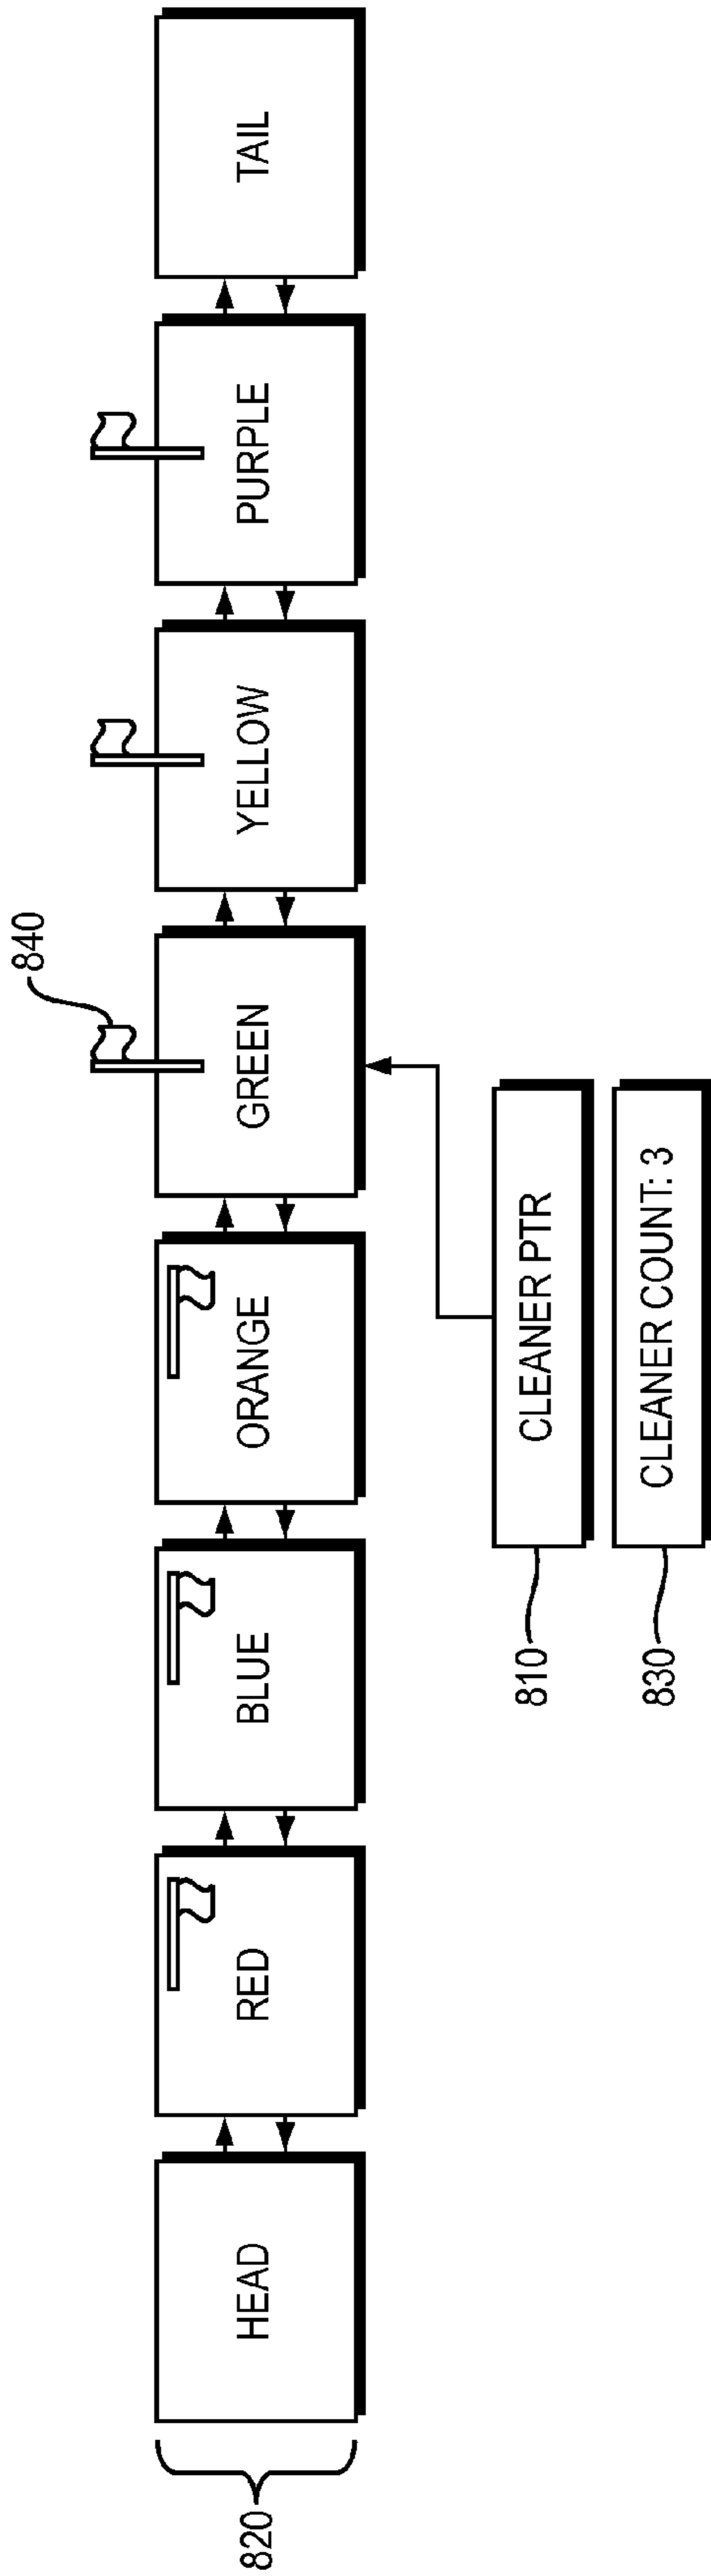 840
HEAD
RED
BLUE
ORANGE
GREEN
YELLOW
PURPLE
TAIL
820
810
CLEANER PTR
830
CLEANER COUNT: 3